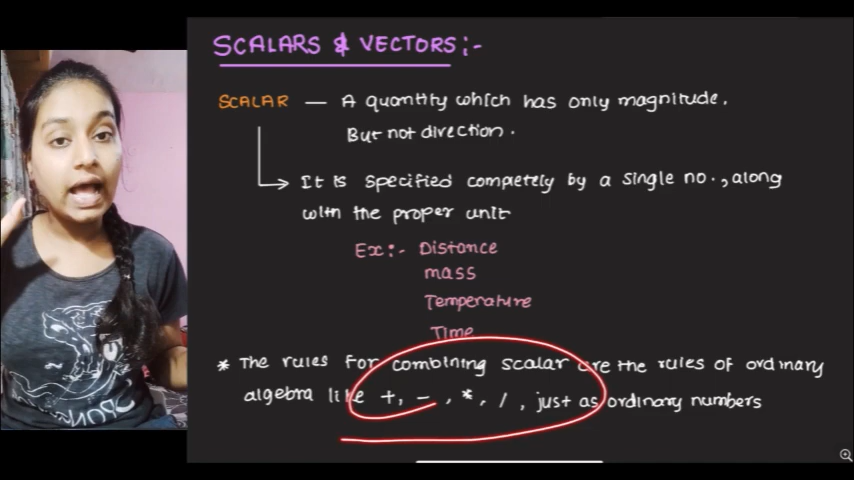 SCALARS & VECTORS:-
SCALAR — A quantity which has only magnitude.
But not direction.
It is specified completely by a single no., along
with the proper unit
Ex:- Distance
mass
Temperature
Time
* The rules for combining scalar are the rules of ordinary
algebra like +, -, *, /, just as ordinary numbers